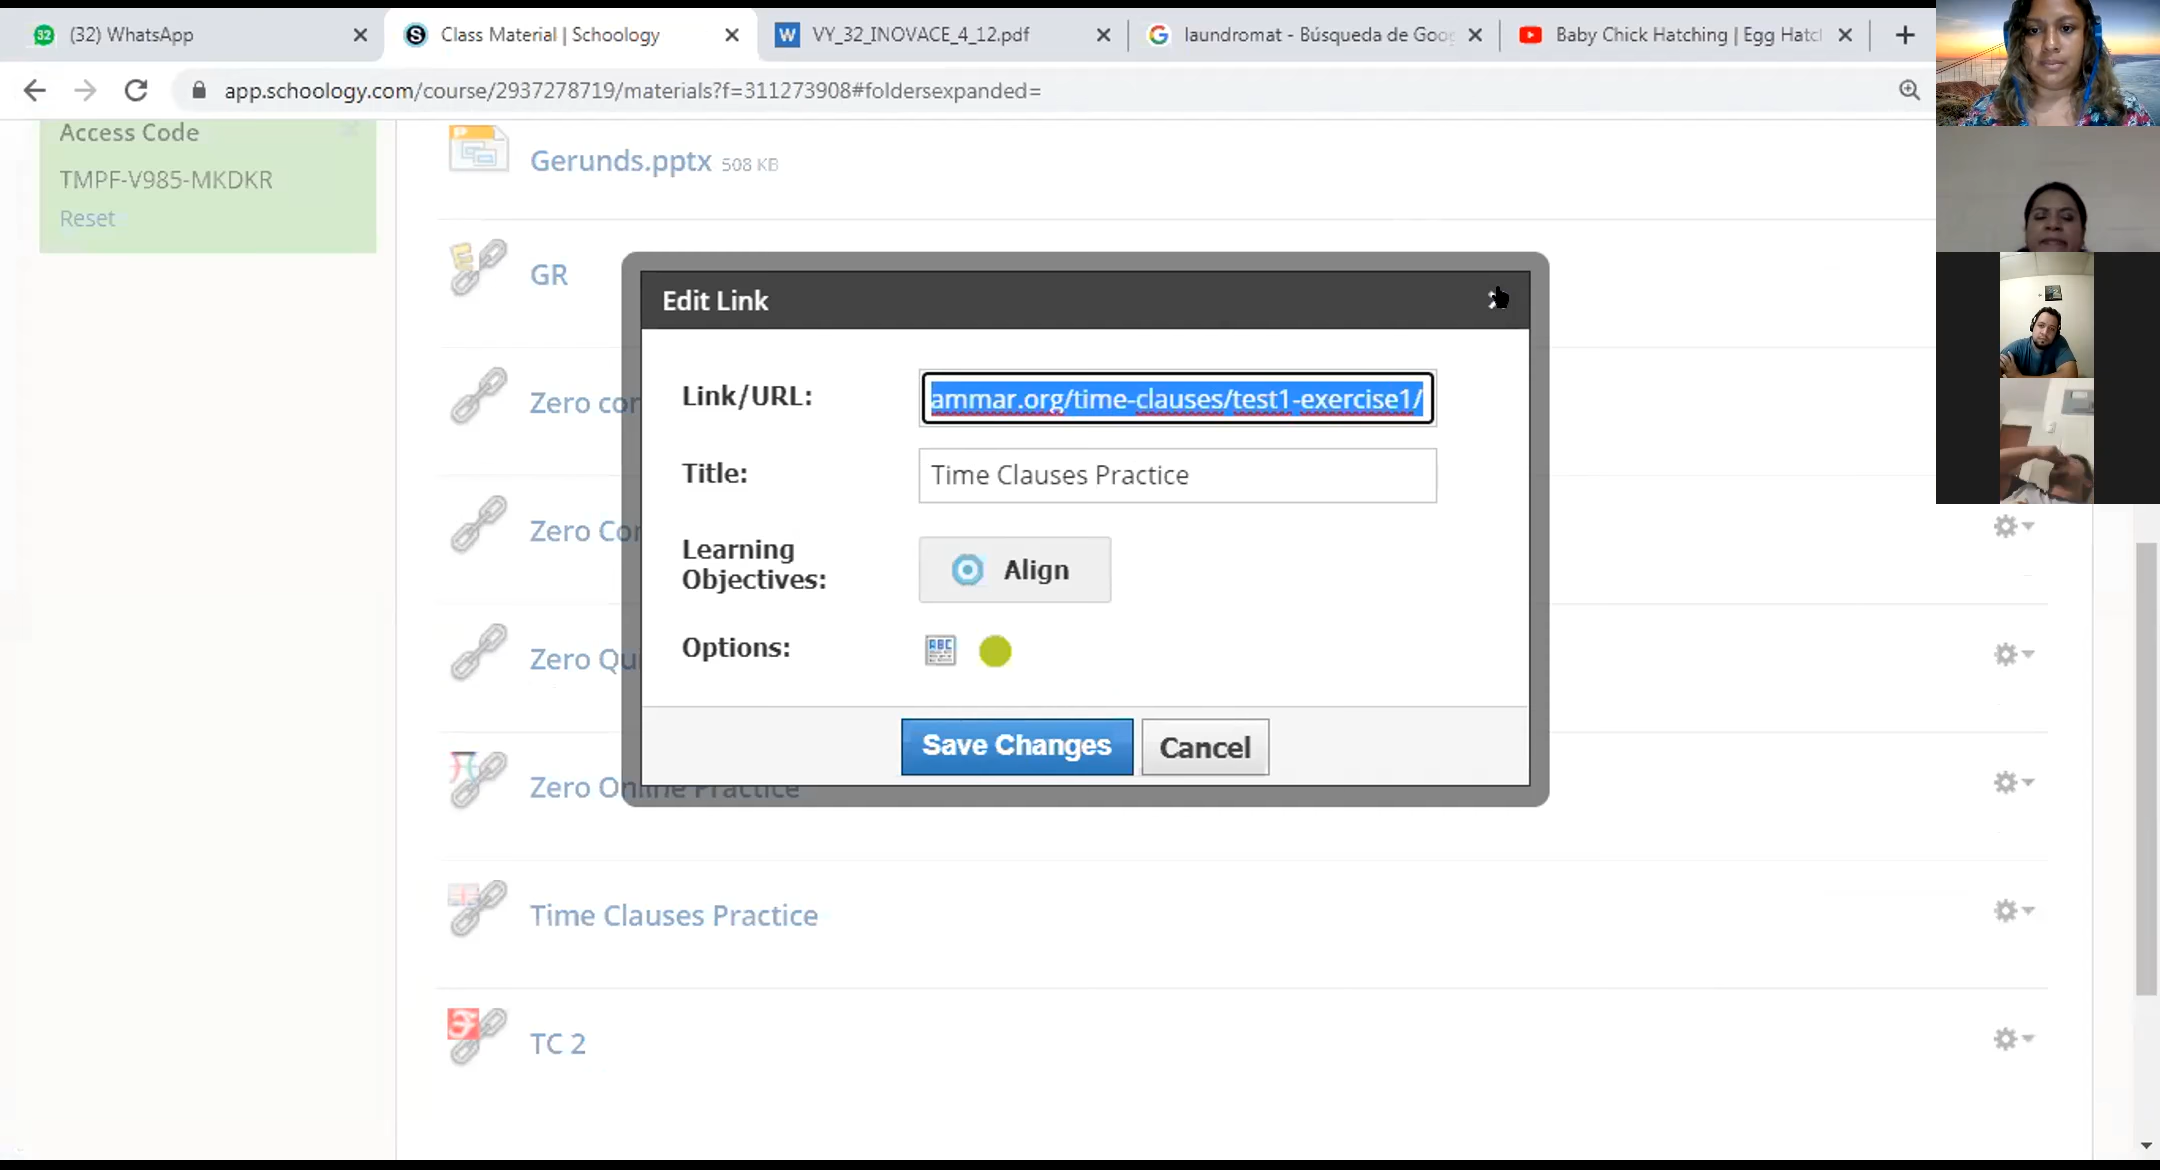 (32) WhatsApp
Class Material | Schoology
VY_32_INOVACE_4_12.pdf
laundromat - Búsqueda de Goo
Baby Chick Hatching | Egg Hatc
app.schoology.com/course/2937278719/materials?f=311273908#foldersexpanded=
Access Code
TMPF-V985-MKDKR
Reset
Gerunds.pptx 508 KB
GR
Zero con
Zero Con
Zero Qu
Zero Online Practice
Time Clauses Practice
TC 2
Edit Link
Link/URL: ammar.org/time-clauses/test1-exercise1/
Title: Time Clauses Practice
Learning
Objectives:
Align
Options:
Save Changes
Cancel